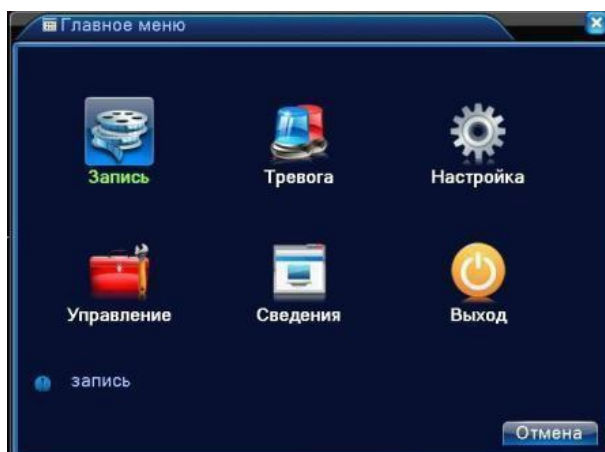 Главное меню
Запись Тревога Настройка
Управление Сведения Выход
запись
Отмена